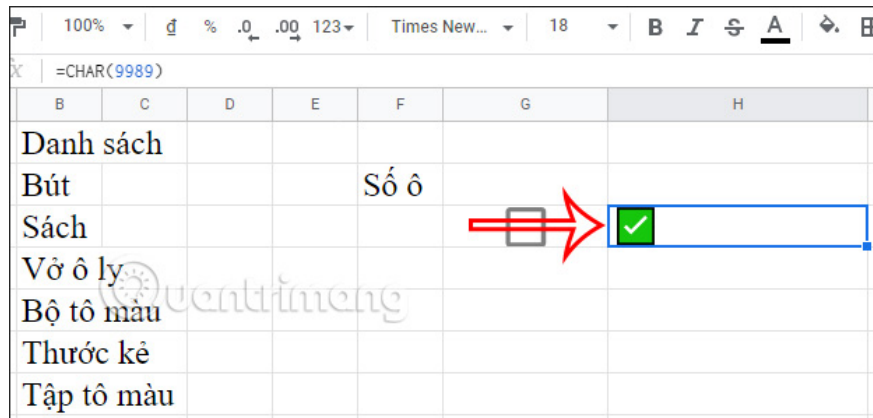 100% đ % .0 .00 123 Times New... 18 B I S A
=CHAR(9989)
B C D E F G H
Danh sách
Bút Số ô
Sách
Vở ô ly
Quantrimang
Bộ tô màu
Thước kẻ
Tập tô màu